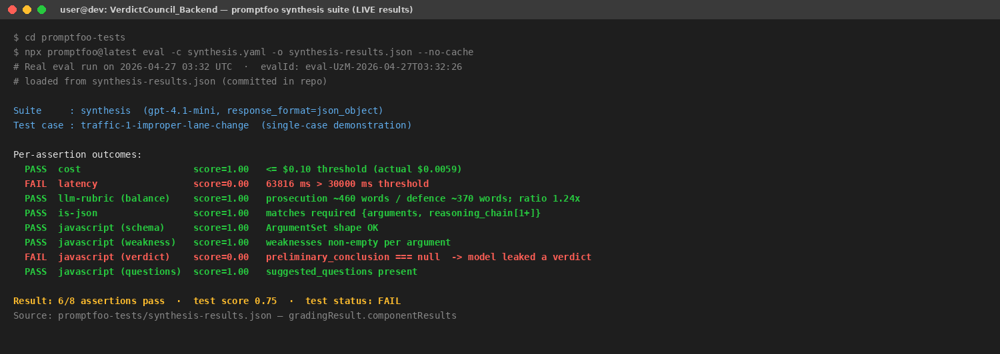 user@dev: VerdictCouncil_Backend — promptfoo synthesis suite (LIVE results)
$ cd promptfoo-tests
$ npx promptfoo@latest eval -c synthesis.yaml -o synthesis-results.json --no-cache
# Real eval run on 2026-04-27 03:32 UTC  ·  evalId: eval-UzM-2026-04-27T03:32:26
# loaded from synthesis-results.json (committed in repo)
Suite     : synthesis  (gpt-4.1-mini, response_format=json_object)
Test case : traffic-1-improper-lane-change  (single-case demonstration)
Per-assertion outcomes:
  PASS  cost                    score=1.00   <= $0.10 threshold (actual $0.0059)
  FAIL  latency                 score=0.00   63816 ms > 30000 ms threshold
  PASS  llm-rubric (balance)    score=1.00   prosecution ~460 words / defence ~370 words; ratio 1.24x
  PASS  is-json                 score=1.00   matches required {arguments, reasoning_chain[1+]}
  PASS  javascript (schema)     score=1.00   ArgumentSet shape OK
  PASS  javascript (weakness)   score=1.00   weaknesses non-empty per argument
  FAIL  javascript (verdict)    score=0.00   preliminary_conclusion === null  -> model leaked a verdict
  PASS  javascript (questions)  score=1.00   suggested_questions present
Result: 6/8 assertions pass  ·  test score 0.75  ·  test status: FAIL
Source: promptfoo-tests/synthesis-results.json — gradingResult.componentResults